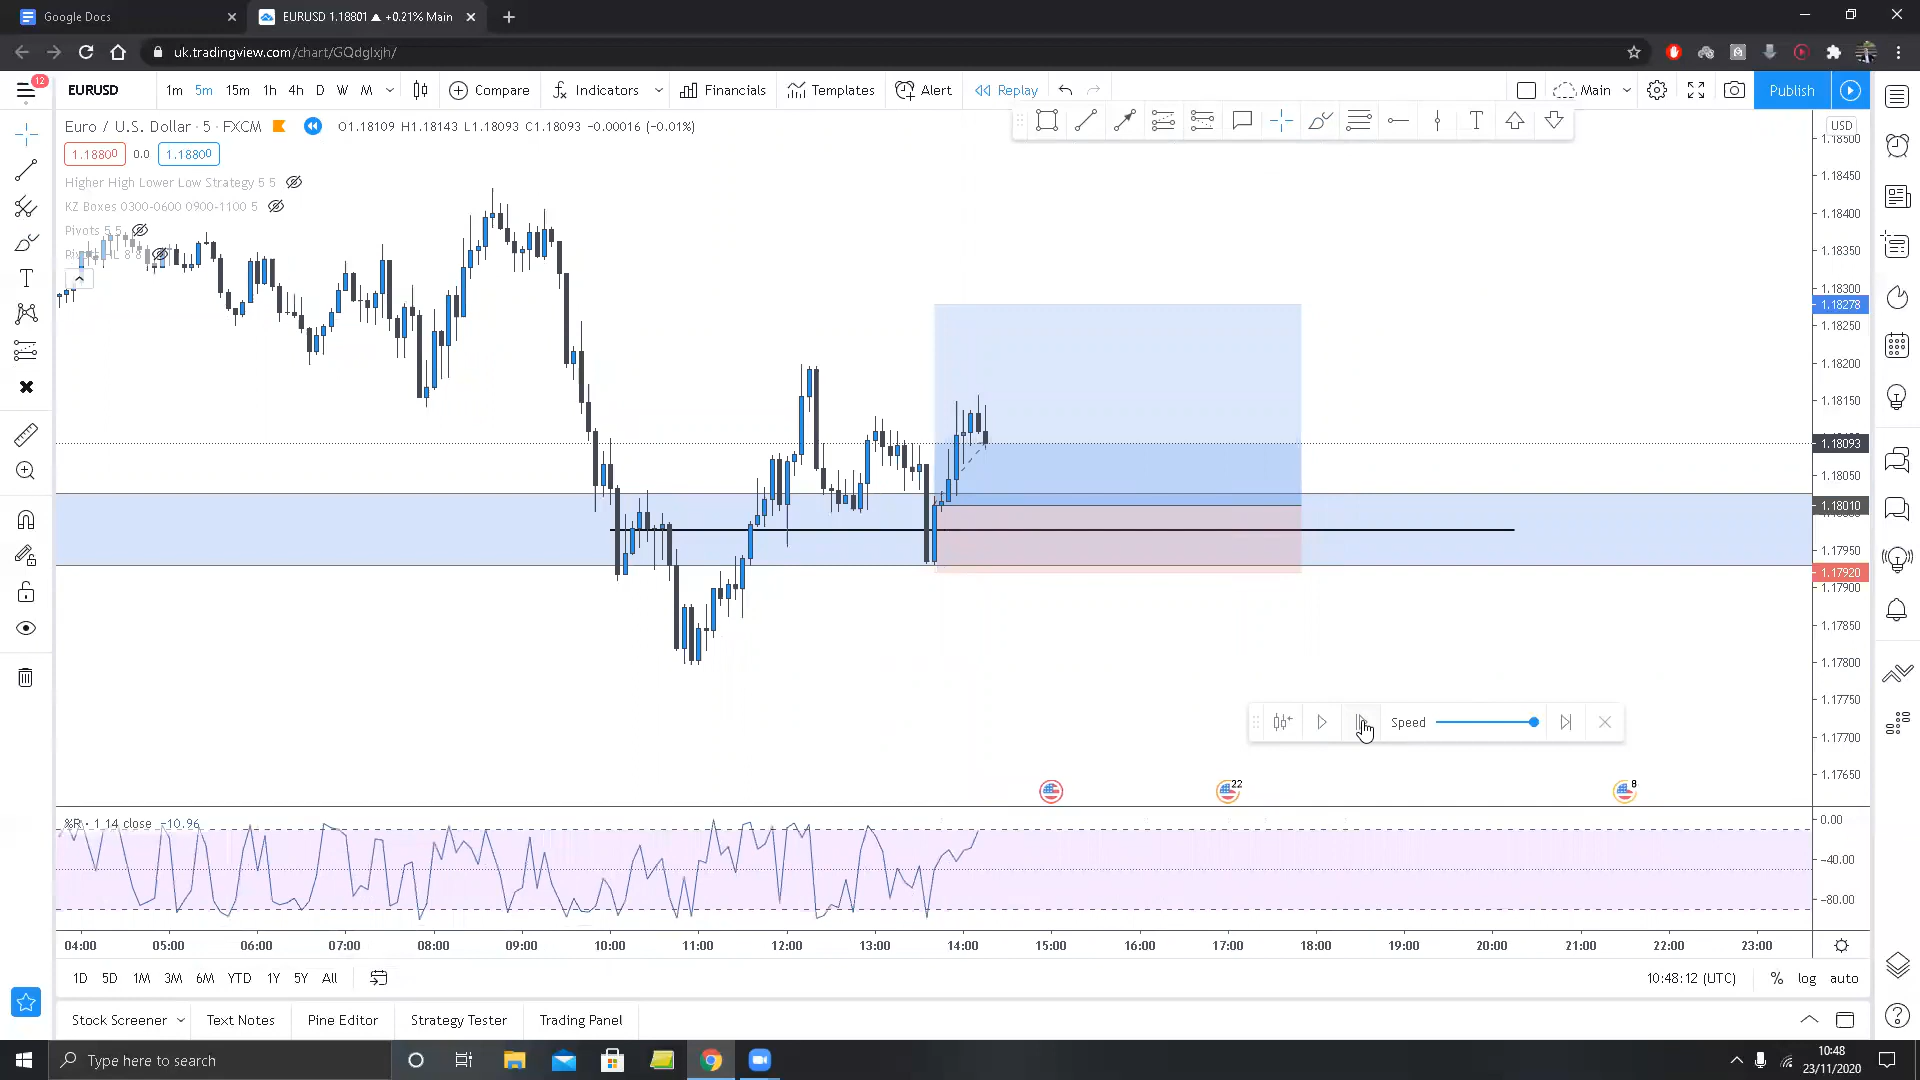 Google Docs
EURUSD 1.18801 ▲ +0.21% Main
uk.tradingview.com/chart/GQdglxjh/
12
EURUSD 1m 5m 15m 1h 4h D W M Compare Indicators Financials Templates Alert Replay Main Publish
Euro / U.S. Dollar · 5 · FXCM O1.18109 H1.18143 L1.18093 C1.18093 −0.00016 (−0.01%)
1.18800 0.0 1.18800
Higher High Lower Low Strategy 5 5
KZ Boxes 0300-0600 0900-1100 5
Pivots 5 5
HL 8 8
USD
1.18500
1.18450
1.18400
1.18350
1.18300
1.18278
1.18250
1.18200
1.18150
1.18093
1.18050
1.18010
1.17950
1.17920
1.17900
1.17850
1.17800
1.17750
1.17700
1.17650
Speed
22
8
%R · 1 14 close −10.96
0.00
−40.00
−80.00
04:00 05:00 06:00 07:00 08:00 09:00 10:00 11:00 12:00 13:00 14:00 15:00 16:00 17:00 18:00 19:00 20:00 21:00 22:00 23:00
1D 5D 1M 3M 6M YTD 1Y 5Y All 10:48:12 (UTC) % log auto
Stock Screener Text Notes Pine Editor Strategy Tester Trading Panel
Type here to search
10:48
23/11/2020